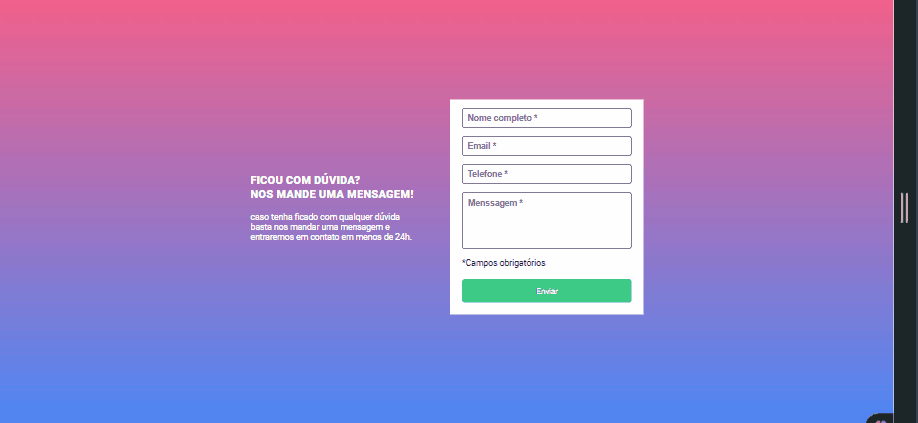 FICOU COM DÚVIDA?
NOS MANDE UMA MENSAGEM!
caso tenha ficado com qualquer dúvida
basta nos mandar uma mensagem e
entraremos em contato em menos de 24h.
Nome completo *
Email *
Telefone *
Menssagem *
*Campos obrigatórios
Enviar